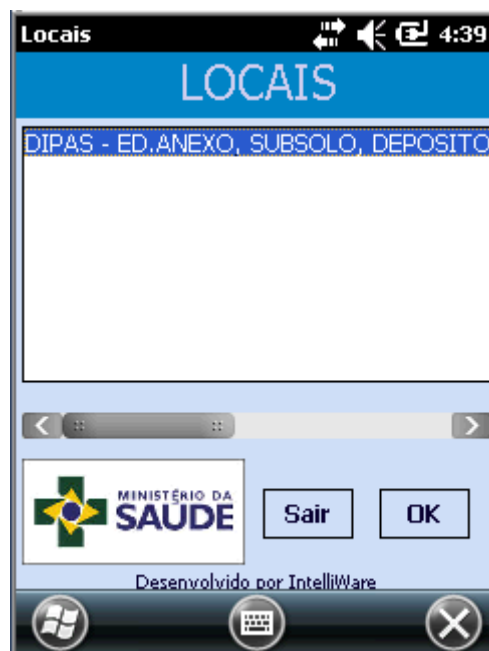 Locais 4:39
LOCAIS
DIPAS - ED.ANEXO, SUBSOLO, DEPOSITO
MINISTÉRIO DA
SAÚDE
Sair OK
Desenvolvido por IntelliWare